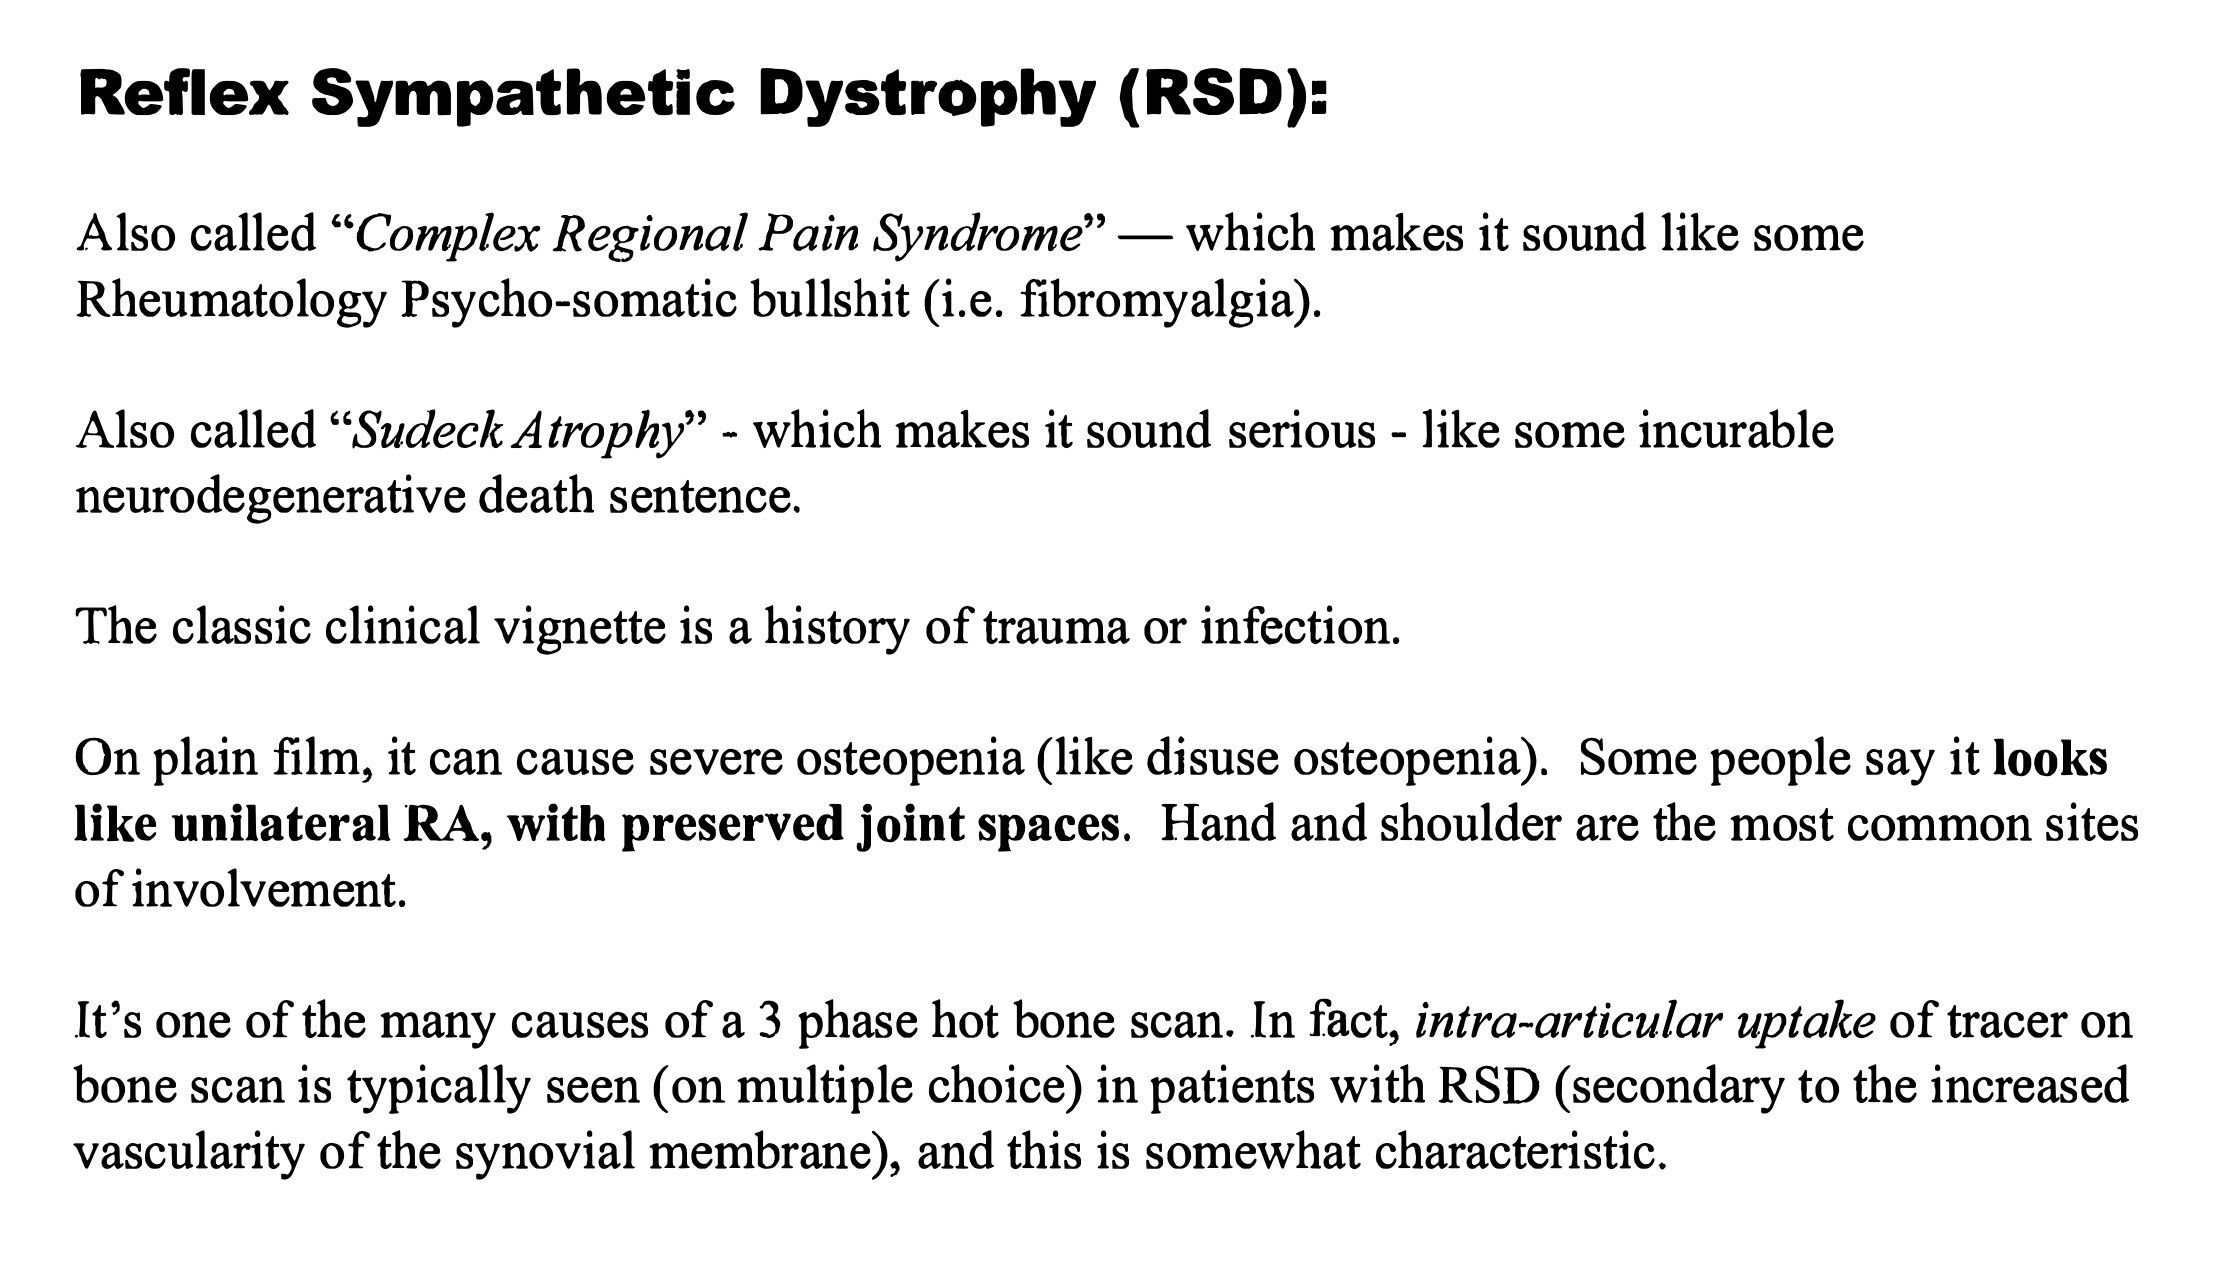 Reflex Sympathetic Dystrophy (RSD):
Also called “Complex Regional Pain Syndrome” — which makes it sound like some
Rheumatology Psycho-somatic bullshit (i.e. fibromyalgia).
Also called “Sudeck Atrophy” - which makes it sound serious - like some incurable
neurodegenerative death sentence.
The classic clinical vignette is a history of trauma or infection.
On plain film, it can cause severe osteopenia (like disuse osteopenia).  Some people say it looks
like unilateral RA, with preserved joint spaces.  Hand and shoulder are the most common sites
of involvement.
It’s one of the many causes of a 3 phase hot bone scan. In fact, intra-articular uptake of tracer on
bone scan is typically seen (on multiple choice) in patients with RSD (secondary to the increased
vascularity of the synovial membrane), and this is somewhat characteristic.